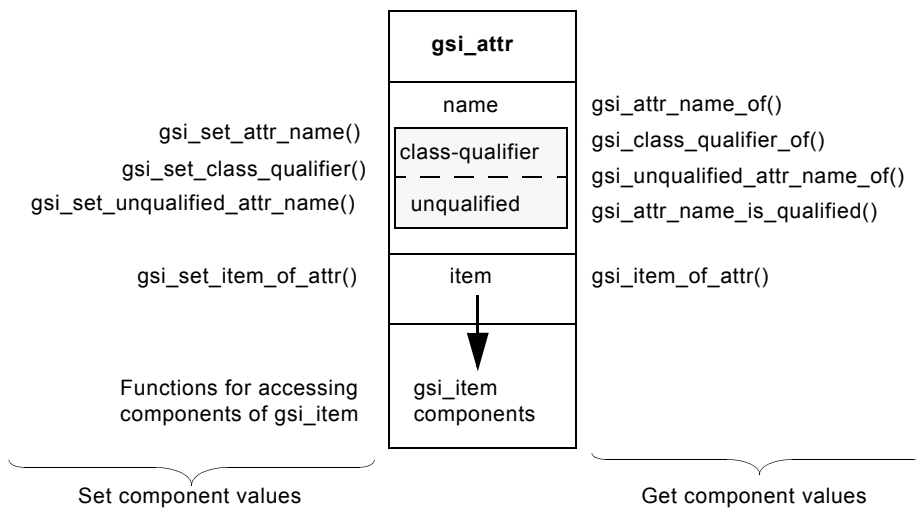 gsi_attr
name
gsi_set_attr_name()
gsi_set_class_qualifier()
gsi_set_unqualified_attr_name()
class-qualifier
unqualified
gsi_attr_name_of()
gsi_class_qualifier_of()
gsi_unqualified_attr_name_of()
gsi_attr_name_is_qualified()
gsi_set_item_of_attr()
item
gsi_item_of_attr()
Functions for accessing
components of gsi_item
gsi_item
components
Set component values
Get component values